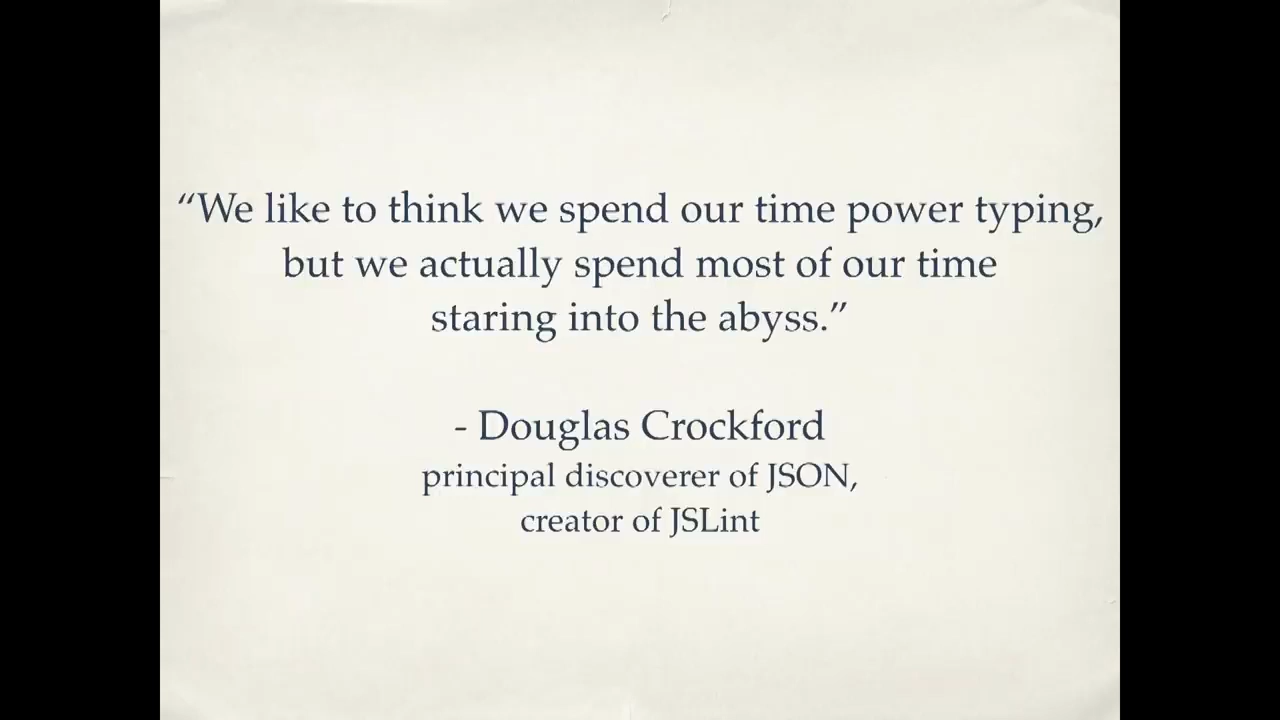 “We like to think we spend our time power typing,
but we actually spend most of our time
staring into the abyss.”
- Douglas Crockford
principal discoverer of JSON,
creator of JSLint